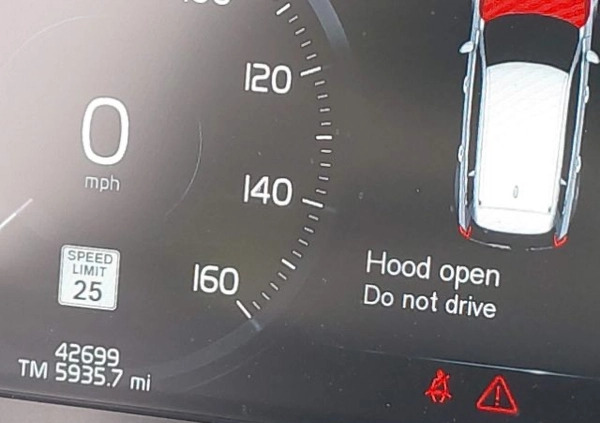 120
0
mph
140
SPEED
LIMIT
25
160
Hood open
Do not drive
42699
TM 5935.7 mi